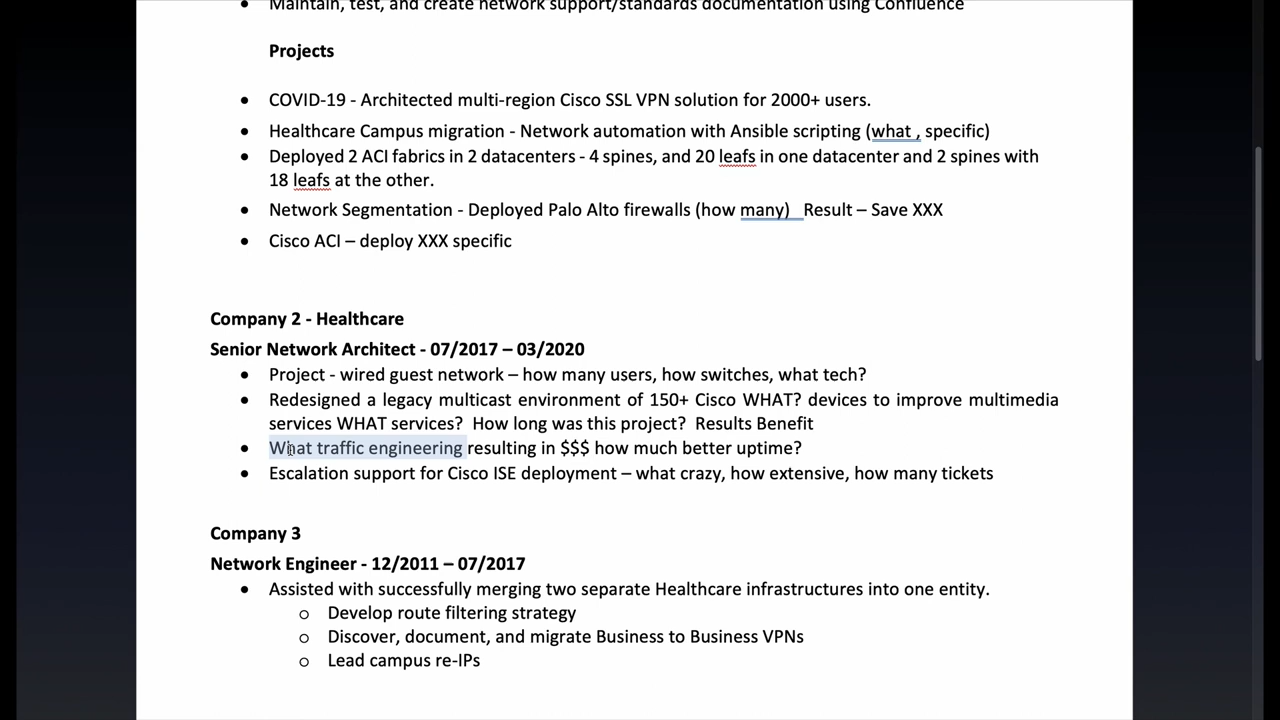 Maintain, test, and create network support/standards documentation using Confluence
Projects
COVID-19 - Architected multi-region Cisco SSL VPN solution for 2000+ users.
Healthcare Campus migration - Network automation with Ansible scripting (what , specific)
Deployed 2 ACI fabrics in 2 datacenters - 4 spines, and 20 leafs in one datacenter and 2 spines with
18 leafs at the other.
Network Segmentation - Deployed Palo Alto firewalls (how many)   Result – Save XXX
Cisco ACI – deploy XXX specific
Company 2 - Healthcare
Senior Network Architect - 07/2017 – 03/2020
Project - wired guest network – how many users, how switches, what tech?
Redesigned a legacy multicast environment of 150+ Cisco WHAT? devices to improve multimedia
services WHAT services?  How long was this project?  Results Benefit
What traffic engineering resulting in $$$ how much better uptime?
Escalation support for Cisco ISE deployment – what crazy, how extensive, how many tickets
Company 3
Network Engineer - 12/2011 – 07/2017
Assisted with successfully merging two separate Healthcare infrastructures into one entity.
Develop route filtering strategy
Discover, document, and migrate Business to Business VPNs
Lead campus re-IPs